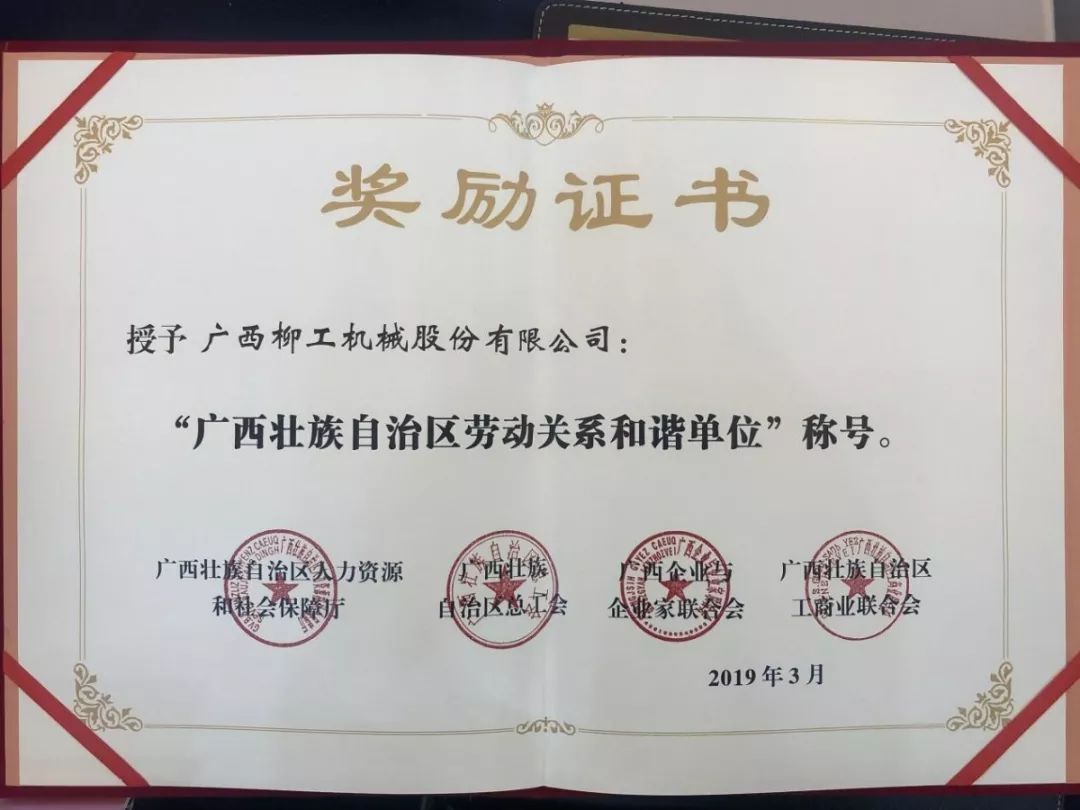 奖励证书
授予 广西柳工机械股份有限公司：
“广西壮族自治区劳动关系和谐单位”称号。
广西壮族自治区人力资源
和社会保障厅
广西壮族
自治区总工会
广西企业与
企业家联合会
广西壮族自治区
工商业联合会
2019年3月